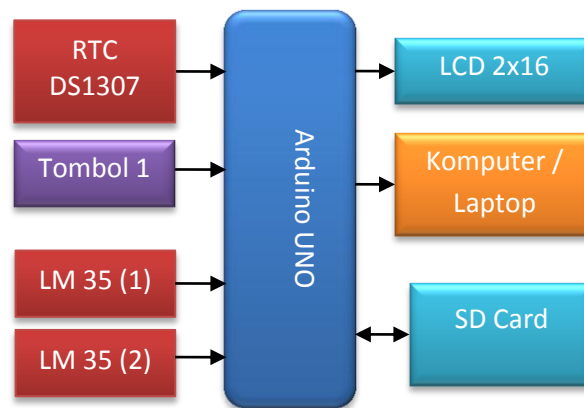 RTC
DS1307
Tombol 1
LM 35 (1)
LM 35 (2)
Arduino UNO
LCD 2x16
Komputer /
Laptop
SD Card